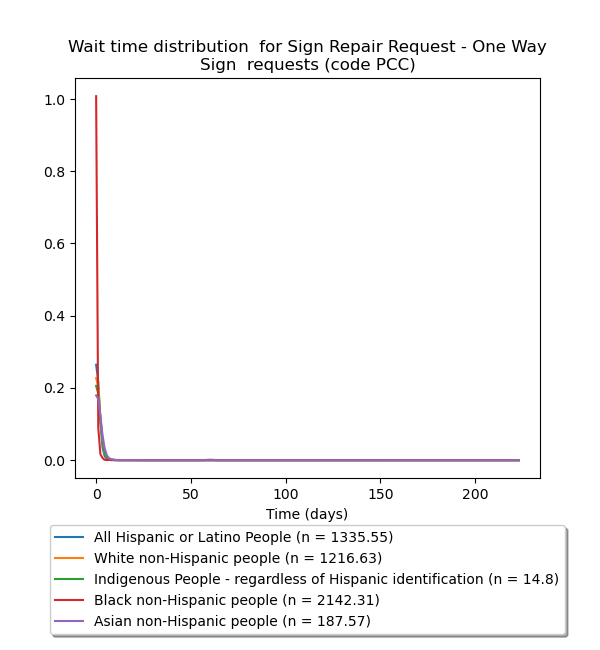 Wait time distribution  for Sign Repair Request - One Way
Sign  requests (code PCC)
1.0
0.8
0.6
0.4
0.2
0.0
0 50 100 150 200
Time (days)
All Hispanic or Latino People (n = 1335.55)
White non-Hispanic people (n = 1216.63)
Indigenous People - regardless of Hispanic identification (n = 14.8)
Black non-Hispanic people (n = 2142.31)
Asian non-Hispanic people (n = 187.57)